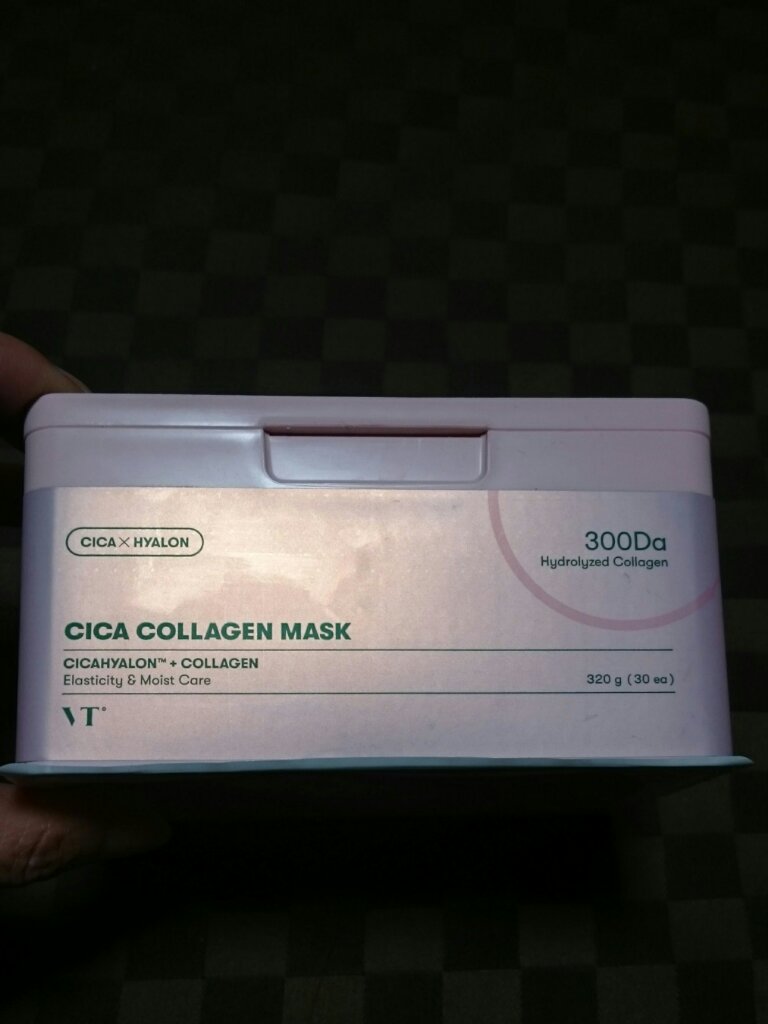 CICA×HYALON
300Da
Hydrolyzed Collagen
CICA COLLAGEN MASK
CICAHYALON™ + COLLAGEN
Elasticity & Moist Care
320 g (30 ea)
VT°